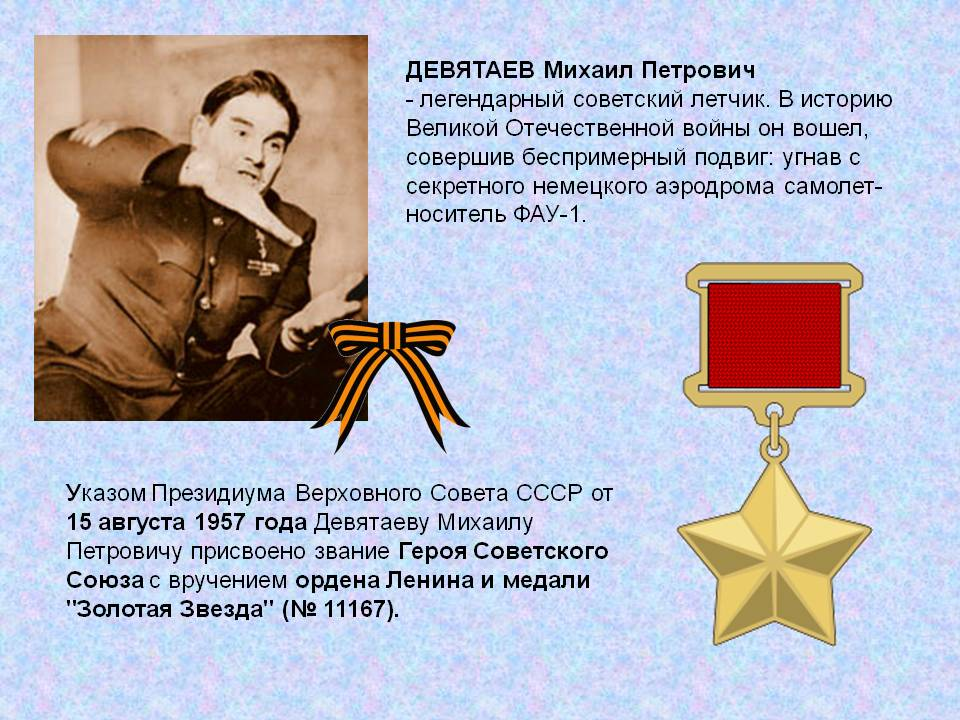 ДЕВЯТАЕВ Михаил Петрович
- легендарный советский летчик. В историю
Великой Отечественной войны он вошел,
совершив беспримерный подвиг: угнав с
секретного немецкого аэродрома самолет-
носитель ФАУ-1.
Указом Президиума Верховного Совета СССР от
15 августа 1957 года Девятаеву Михаилу
Петровичу присвоено звание Героя Советского
Союза с вручением ордена Ленина и медали
"Золотая Звезда" (№ 11167).